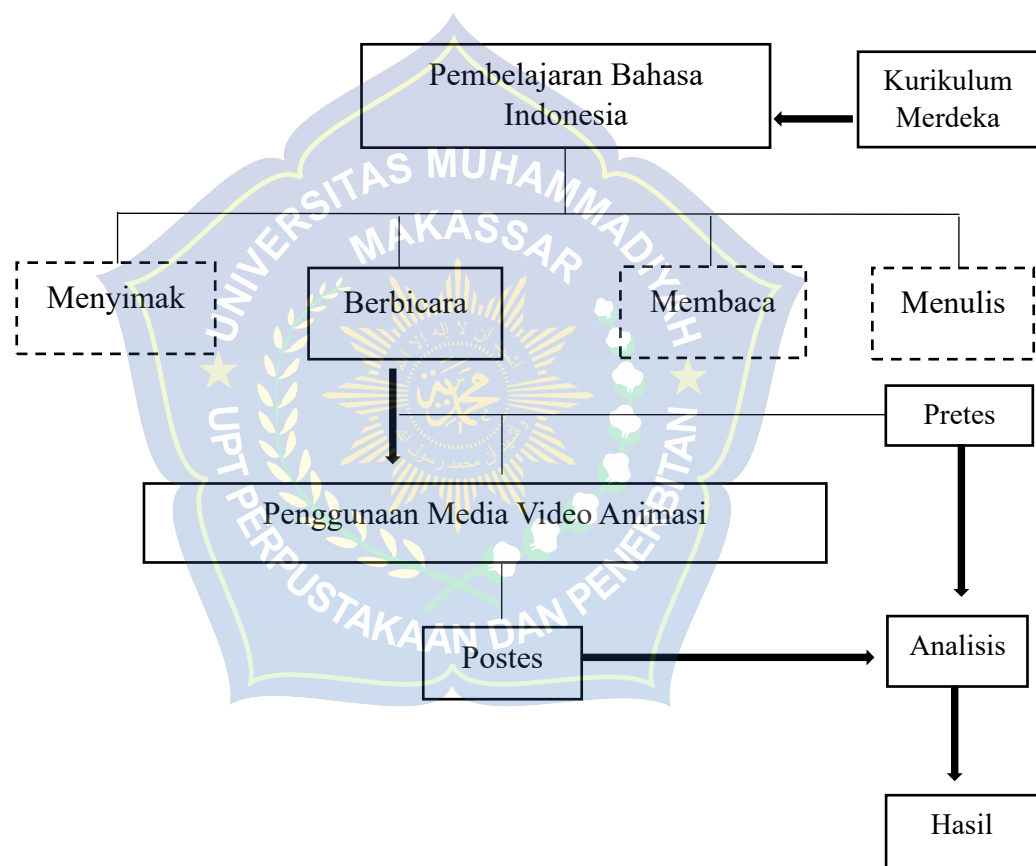 Pembelajaran Bahasa
Indonesia
Kurikulum
Merdeka
UNIVERSITAS MUHAMMADIYAH
MAKASSAR
Menyimak
Berbicara
Membaca
Menulis
Pretes
Penggunaan Media Video Animasi
UPT PERPUSTAKAAN DAN PENERBITAN
Postes
Analisis
Hasil